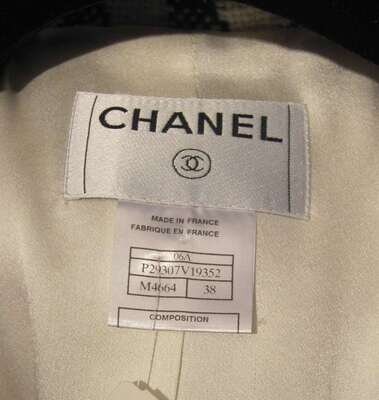 CHANEL
MADE IN FRANCE
FABRIQUE EN FRANCE
06A
P29307V19352
M4664 38
COMPOSITION